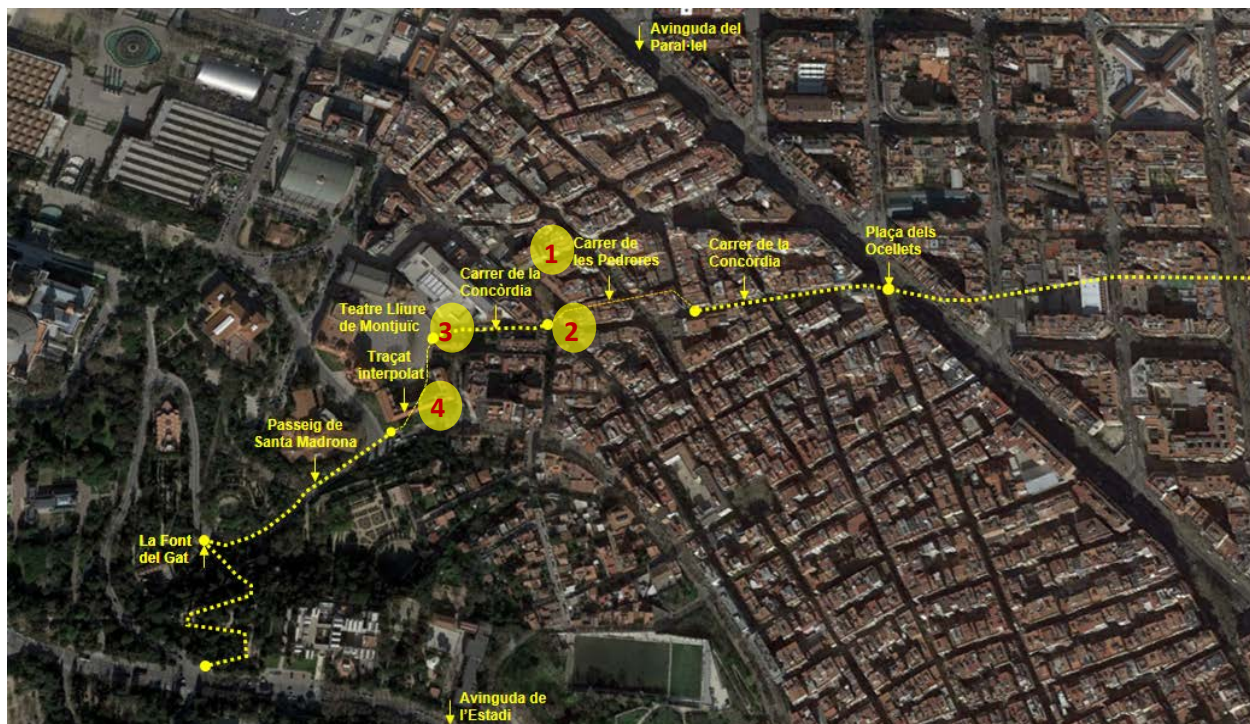 Avinguda del
Paral·lel
1
Carrer de
les Pedreres
Carrer de la
Concòrdia
Plaça dels
Ocellets
Carrer de la
Concòrdia
2
Teatre Lliure
de Montjuïc
3
Traçat
interpolat
4
Passeig de
Santa Madrona
La Font
del Gat
Avinguda de
l'Estadi